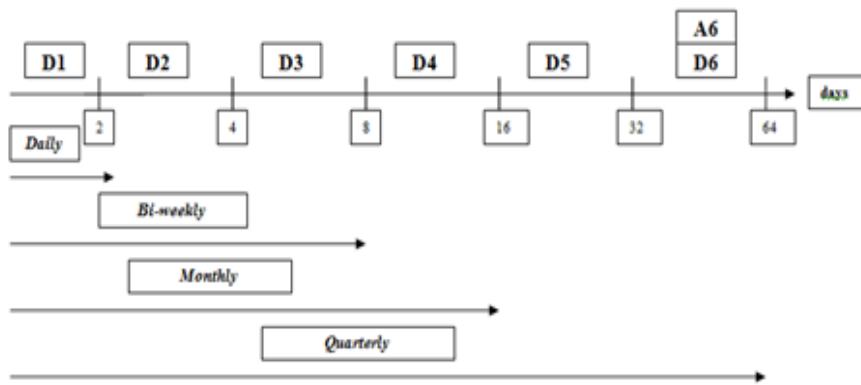 A6
D1 D2 D3 D4 D5 D6
days
2 4 8 16 32 64
Daily
Bi-weekly
Monthly
Quarterly